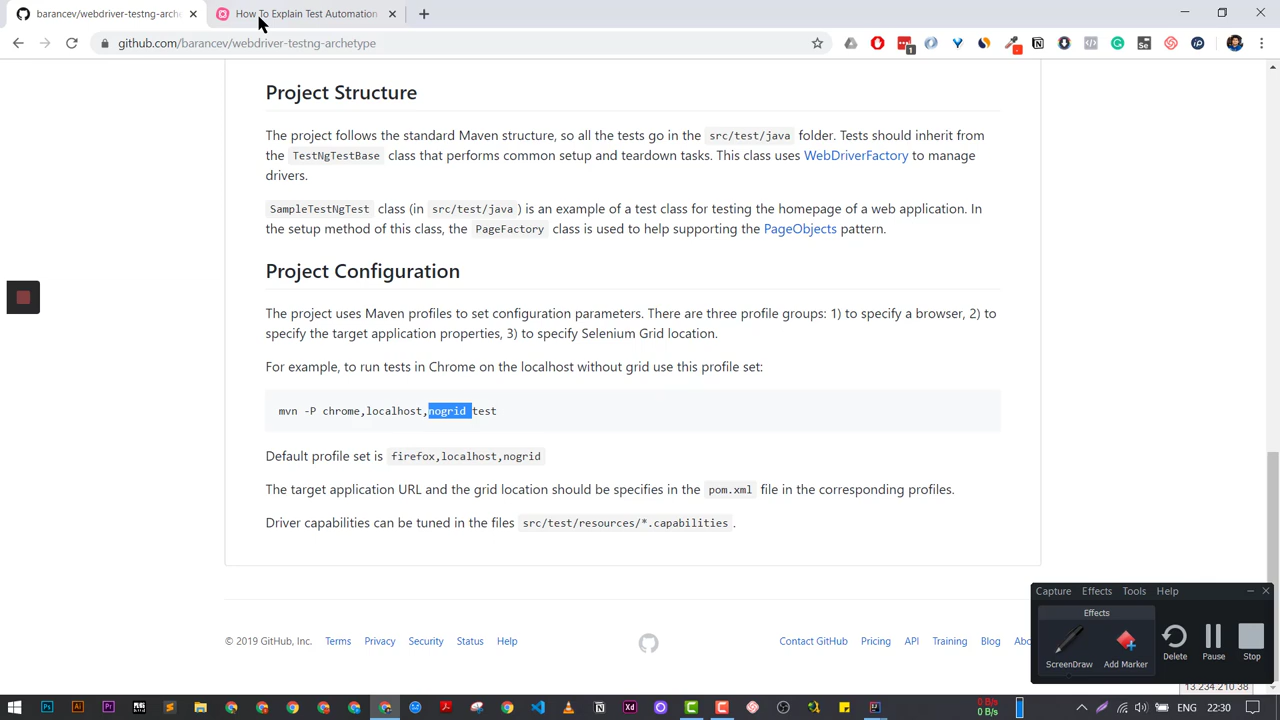 barancev/webdriver-testng-arche
How To Explain Test Automation
github.com/barancev/webdriver-testng-archetype
Project Structure
The project follows the standard Maven structure, so all the tests go in the src/test/java folder. Tests should inherit from
the TestNgTestBase class that performs common setup and teardown tasks. This class uses WebDriverFactory to manage
drivers.
SampleTestNgTest class (in src/test/java ) is an example of a test class for testing the homepage of a web application. In
the setup method of this class, the PageFactory class is used to help supporting the PageObjects pattern.
Project Configuration
The project uses Maven profiles to set configuration parameters. There are three profile groups: 1) to specify a browser, 2) to
specify the target application properties, 3) to specify Selenium Grid location.
For example, to run tests in Chrome on the localhost without grid use this profile set:
mvn -P chrome,localhost,nogrid test
Default profile set is firefox,localhost,nogrid
The target application URL and the grid location should be specifies in the pom.xml file in the corresponding profiles.
Driver capabilities can be tuned in the files src/test/resources/*.capabilities .
© 2019 GitHub, Inc. Terms Privacy Security Status Help
Contact GitHub Pricing API Training Blog Abo
Capture Effects Tools Help
Effects
ScreenDraw Add Marker Delete Pause Stop
13.234.210.38
0 B/s
0 B/s
ENG 22:30